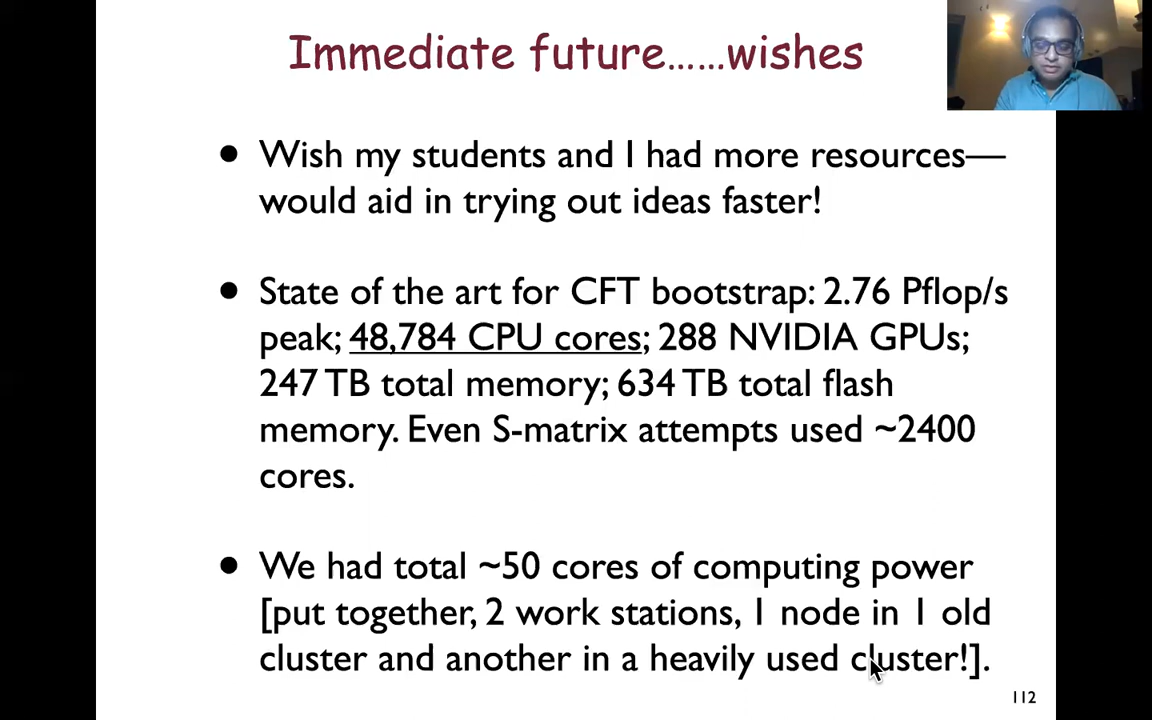 Immediate future......wishes
• Wish my students and I had more resources—
would aid in trying out ideas faster!
• State of the art for CFT bootstrap: 2.76 Pflop/s
peak; 48,784 CPU cores; 288 NVIDIA GPUs;
247 TB total memory; 634 TB total flash
memory. Even S-matrix attempts used ~2400
cores.
• We had total ~50 cores of computing power
[put together, 2 work stations, 1 node in 1 old
cluster and another in a heavily used cluster!].
112